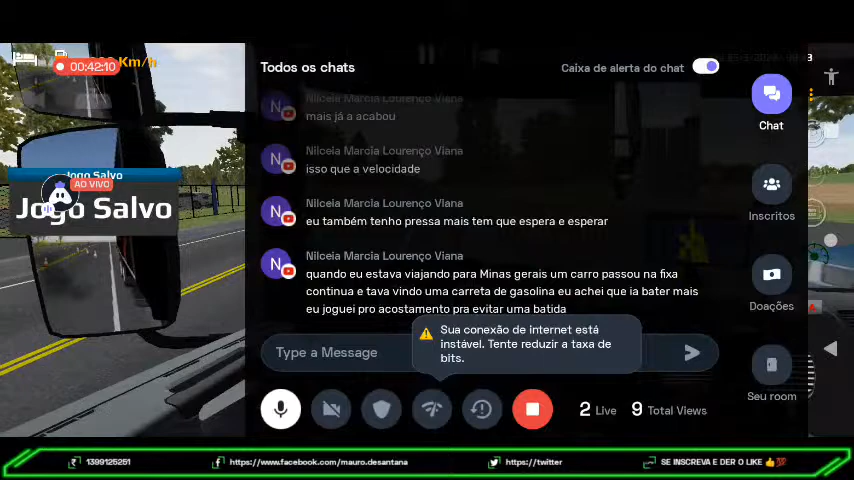 Km/h
00:42:10
Todos os chats
Caixa de alerta do chat
Nilceia Marcia Lourenço Viana
mais já a acabou
Chat
Nilceia Marcia Lourenço Viana
N
isso que a velocidade
Jogo Salvo
AO VIVO
Jogo Salvo
Nilceia Marcia Lourenço Viana
N
eu também tenho pressa mais tem que espera e esperar
Inscritos
Nilceia Marcia Lourenço Viana
N
quando eu estava viajando para Minas gerais um carro passou na fixa
continua e tava vindo uma carreta de gasolina eu achei que ia bater mais
eu joguei pro acostamento pra evitar uma batida
Doações
Sua conexão de internet está
instável. Tente reduzir a taxa de
bits.
Type a Message
Seu room
2 Live
9 Total Views
1399125251
https://www.facebook.com/mauro.desantana
https://twitter
SE INSCREVA E DER O LIKE 👍💯